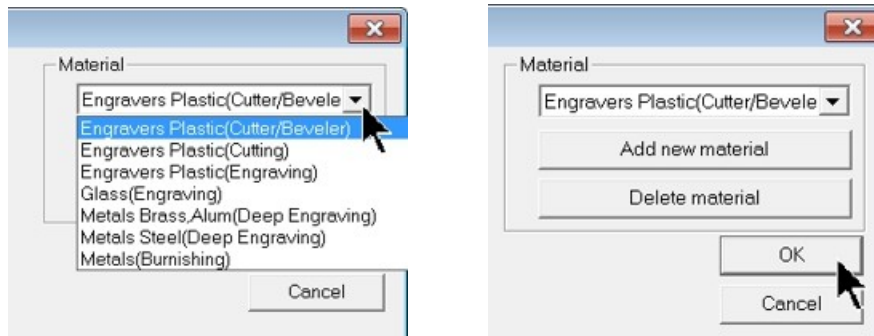 Material
Engravers Plastic(Cutter/Bevele
Engravers Plastic(Cutter/Beveler)
Engravers Plastic(Cutting)
Engravers Plastic(Engraving)
Glass(Engraving)
Metals Brass,Alum(Deep Engraving)
Metals Steel(Deep Engraving)
Metals(Burnishing)
Cancel
Material
Engravers Plastic(Cutter/Bevele
Add new material
Delete material
OK
Cancel